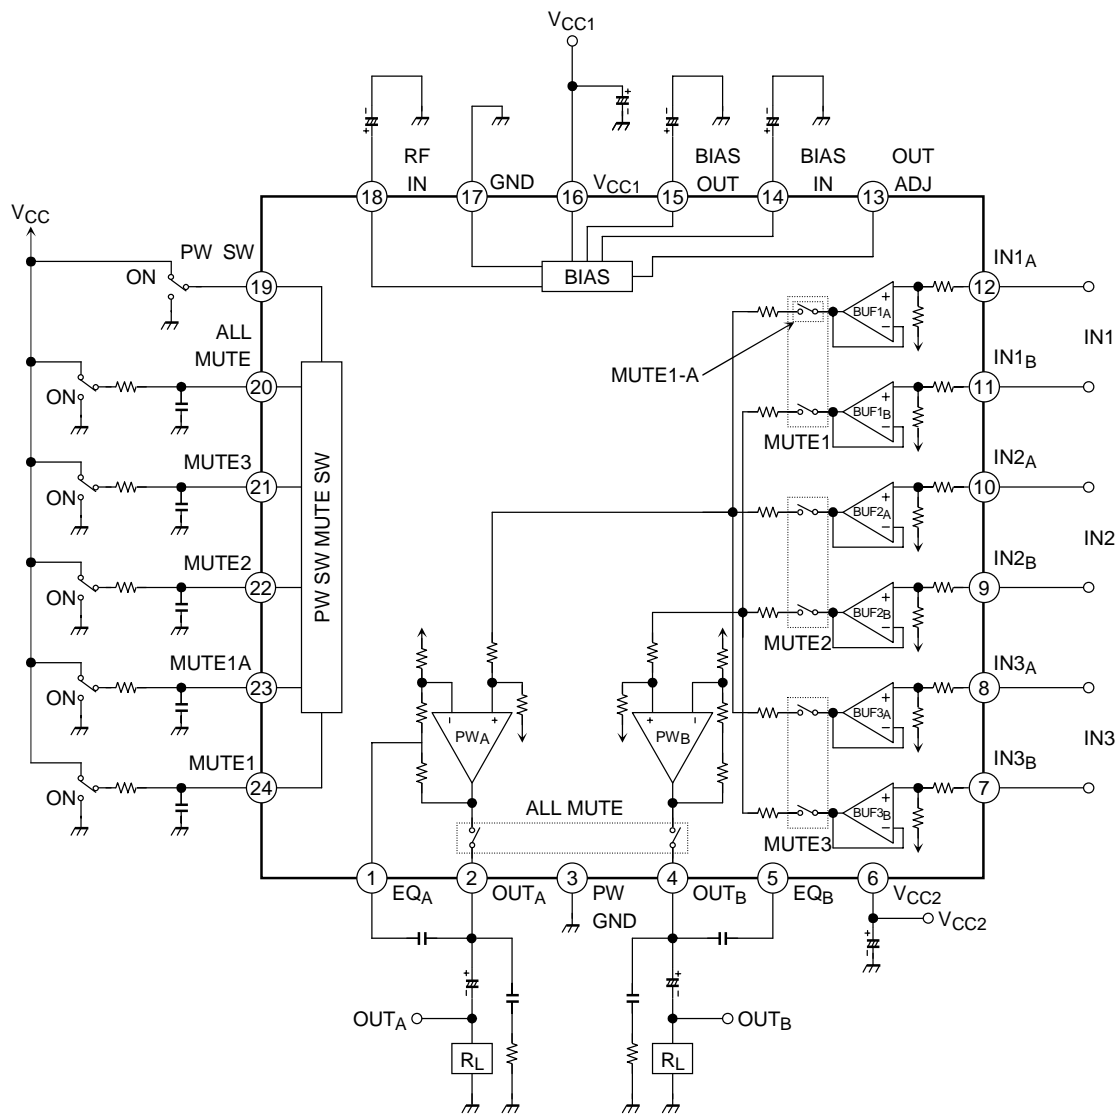 VCC1
RF IN
GND
VCC1
BIAS OUT
BIAS IN
OUT ADJ
18
17
16
15
14
13
BIAS
VCC
PW SW
ON
19
ALL MUTE
ON
20
MUTE3
ON
21
MUTE2
ON
22
MUTE1A
ON
23
MUTE1
ON
24
PW SW MUTE SW
IN1A
12
BUF1A
+
−
IN1
MUTE1-A
IN1B
11
BUF1B
+
−
MUTE1
IN2A
10
BUF2A
+
−
IN2
IN2B
9
BUF2B
+
−
MUTE2
IN3A
8
BUF3A
+
−
IN3
IN3B
7
BUF3B
+
−
MUTE3
− +
PWA
+ −
PWB
ALL MUTE
1
EQA
2
OUTA
3
PW GND
4
OUTB
5
EQB
6
VCC2
VCC2
OUTA
RL
OUTB
RL